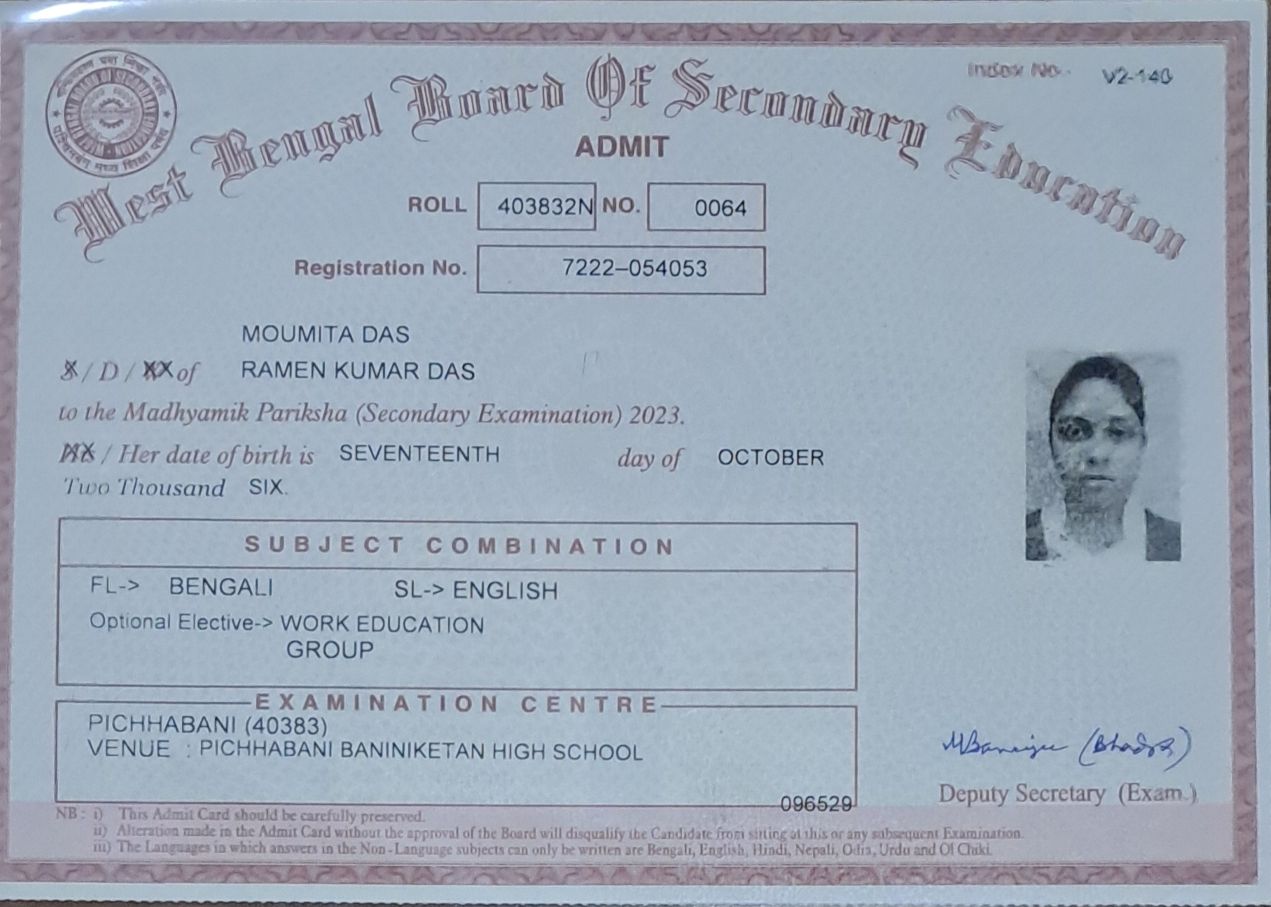 Index No. V2-140
West Bengal Board Of Secondary Education
ADMIT
ROLL 403832N NO. 0064
Registration No. 7222–054053
MOUMITA DAS
S / D / XX of RAMEN KUMAR DAS
to the Madhyamik Pariksha (Secondary Examination) 2023.
His / Her date of birth is SEVENTEENTH day of OCTOBER
Two Thousand SIX.
SUBJECT COMBINATION
FL-> BENGALI SL-> ENGLISH
Optional Elective-> WORK EDUCATION
GROUP
EXAMINATION CENTRE
PICHHABANI (40383)
VENUE : PICHHABANI BANINIKETAN HIGH SCHOOL
096529
Deputy Secretary (Exam.)
NB : i) This Admit Card should be carefully preserved.
ii) Alteration made in the Admit Card without the approval of the Board will disqualify the Candidate from sitting at this or any subsequent Examination.
iii) The Languages in which answers in the Non-Language subjects can only be written are Bengali, English, Hindi, Nepali, Odia, Urdu and Ol Chiki.